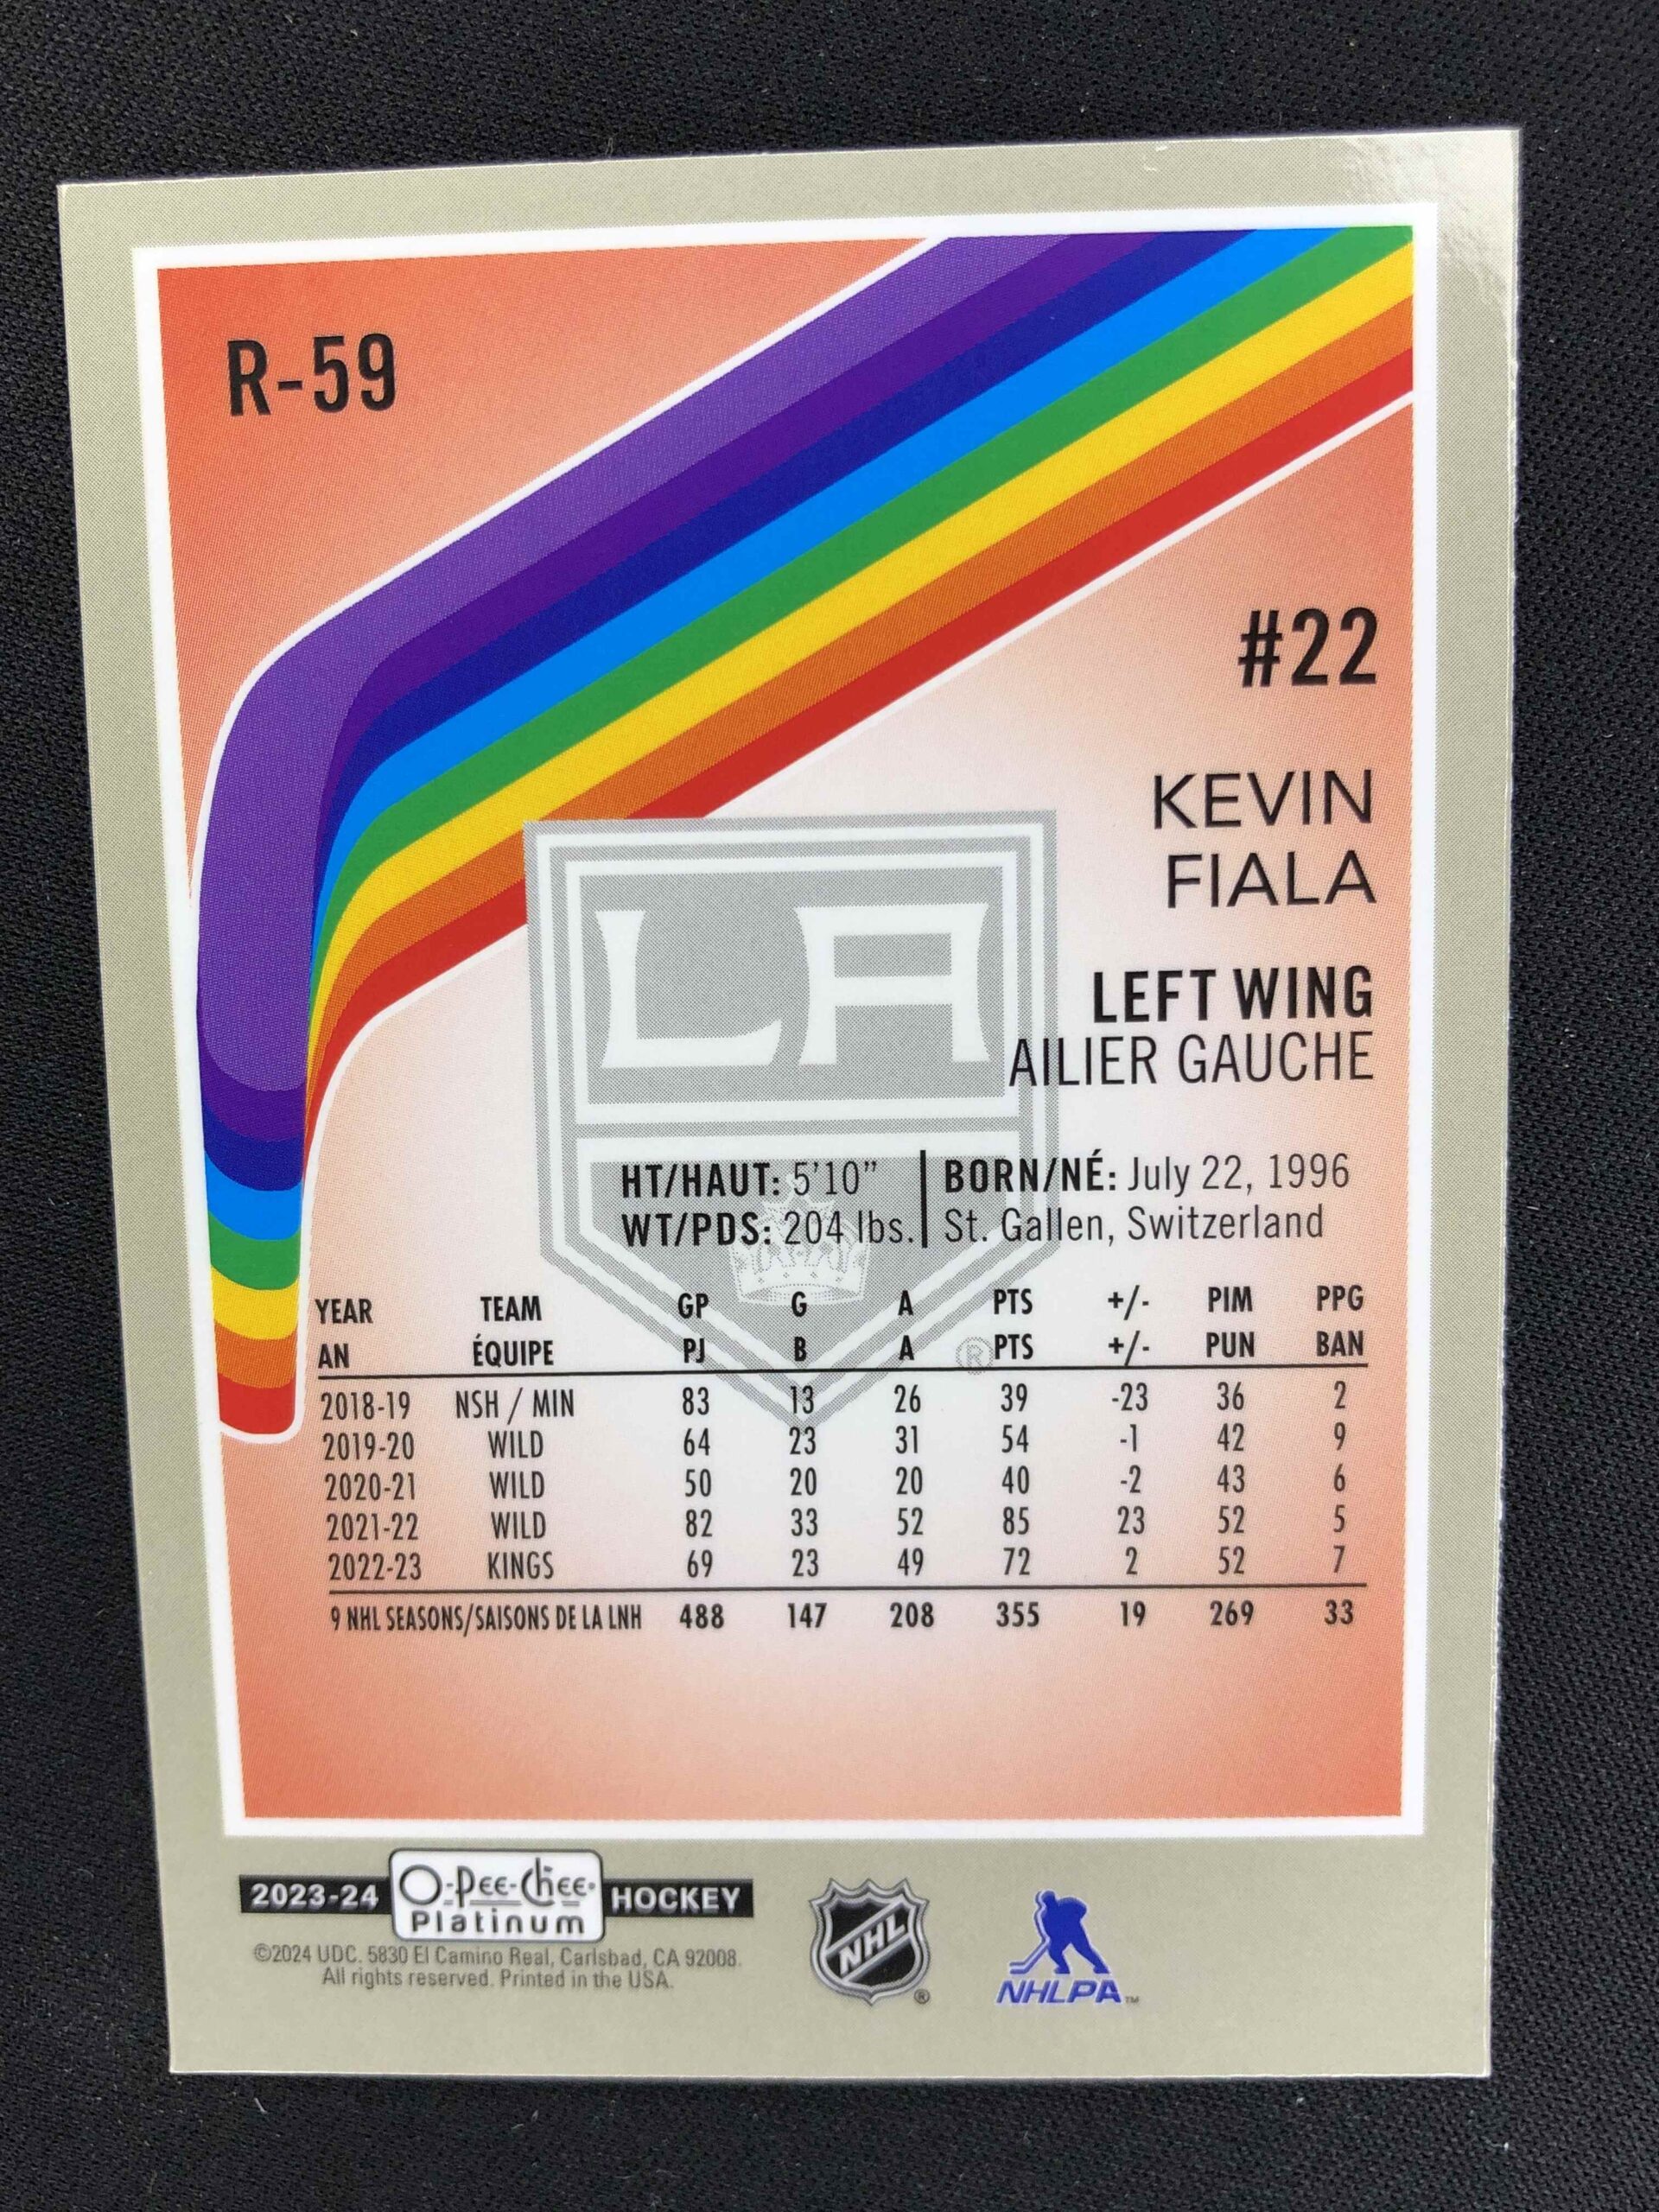 R-59
#22
KEVIN
FIALA
LA
LEFT WING
AILIER GAUCHE
HT/HAUT: 5'10" | BORN/NÉ: July 22, 1996
WT/PDS: 204 lbs. | St. Gallen, Switzerland
YEAR TEAM GP G A PTS +/- PIM PPG
AN ÉQUIPE PJ B A ® PTS +/- PUN BAN
2018-19 NSH / MIN 83 13 26 39 -23 36 2
2019-20 WILD 64 23 31 54 -1 42 9
2020-21 WILD 50 20 20 40 -2 43 6
2021-22 WILD 82 33 52 85 23 52 5
2022-23 KINGS 69 23 49 72 2 52 7
9 NHL SEASONS/SAISONS DE LA LNH 488 147 208 355 19 269 33
2023-24 O-Pee-Chee Platinum HOCKEY
©2024 UDC. 5830 El Camino Real, Carlsbad, CA 92008.
All rights reserved. Printed in the USA.
NHL ®
NHLPA™